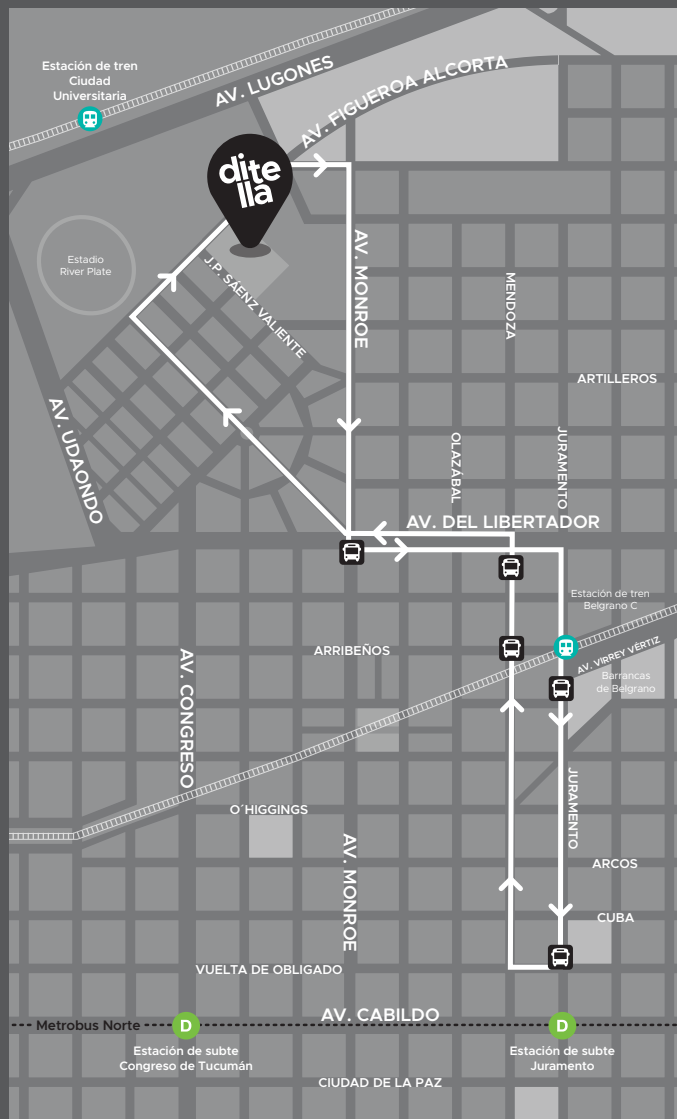 Estación de tren
Ciudad
Universitaria
AV. LUGONES
AV. FIGUEROA ALCORTA
dite
lla
Estadio
River Plate
J.P. SÁENZ VALIENTE
AV. MONROE
MENDOZA
ARTILLEROS
AV. UDAONDO
OLAZÁBAL
JURAMENTO
AV. DEL LIBERTADOR
Estación de tren
Belgrano C
ARRIBEÑOS
AV. VIRREY VÉRTIZ
Barrancas
de Belgrano
AV. CONGRESO
JURAMENTO
O´HIGGINGS
AV. MONROE
ARCOS
CUBA
VUELTA DE OBLIGADO
AV. CABILDO
Metrobus Norte
D
D
Estación de subte
Congreso de Tucumán
Estación de subte
Juramento
CIUDAD DE LA PAZ